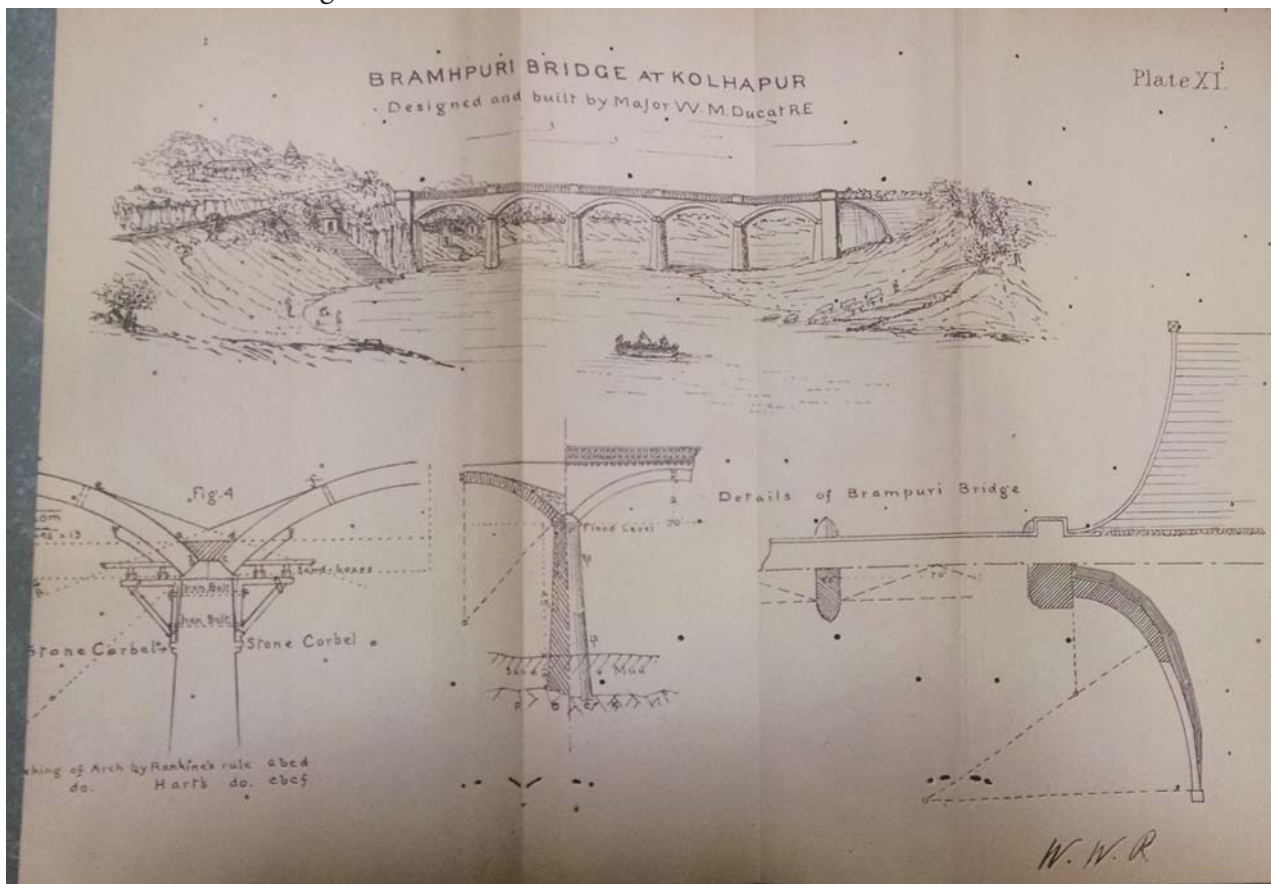 BRAMHPURI BRIDGE AT KOLHAPUR
Designed and built by Major W. M. Ducat RE
Plate XI.
Fig. 4
Sand-boxes
Iron Bolt
Iron Bolt
Stone Corbel
Stone Corbel
ching of Arch by Rankine's rule abcd
do. Hart's do. ebcf
Flood Level
Sand
Mud
Details of Brampuri Bridge
70
W. W. R.